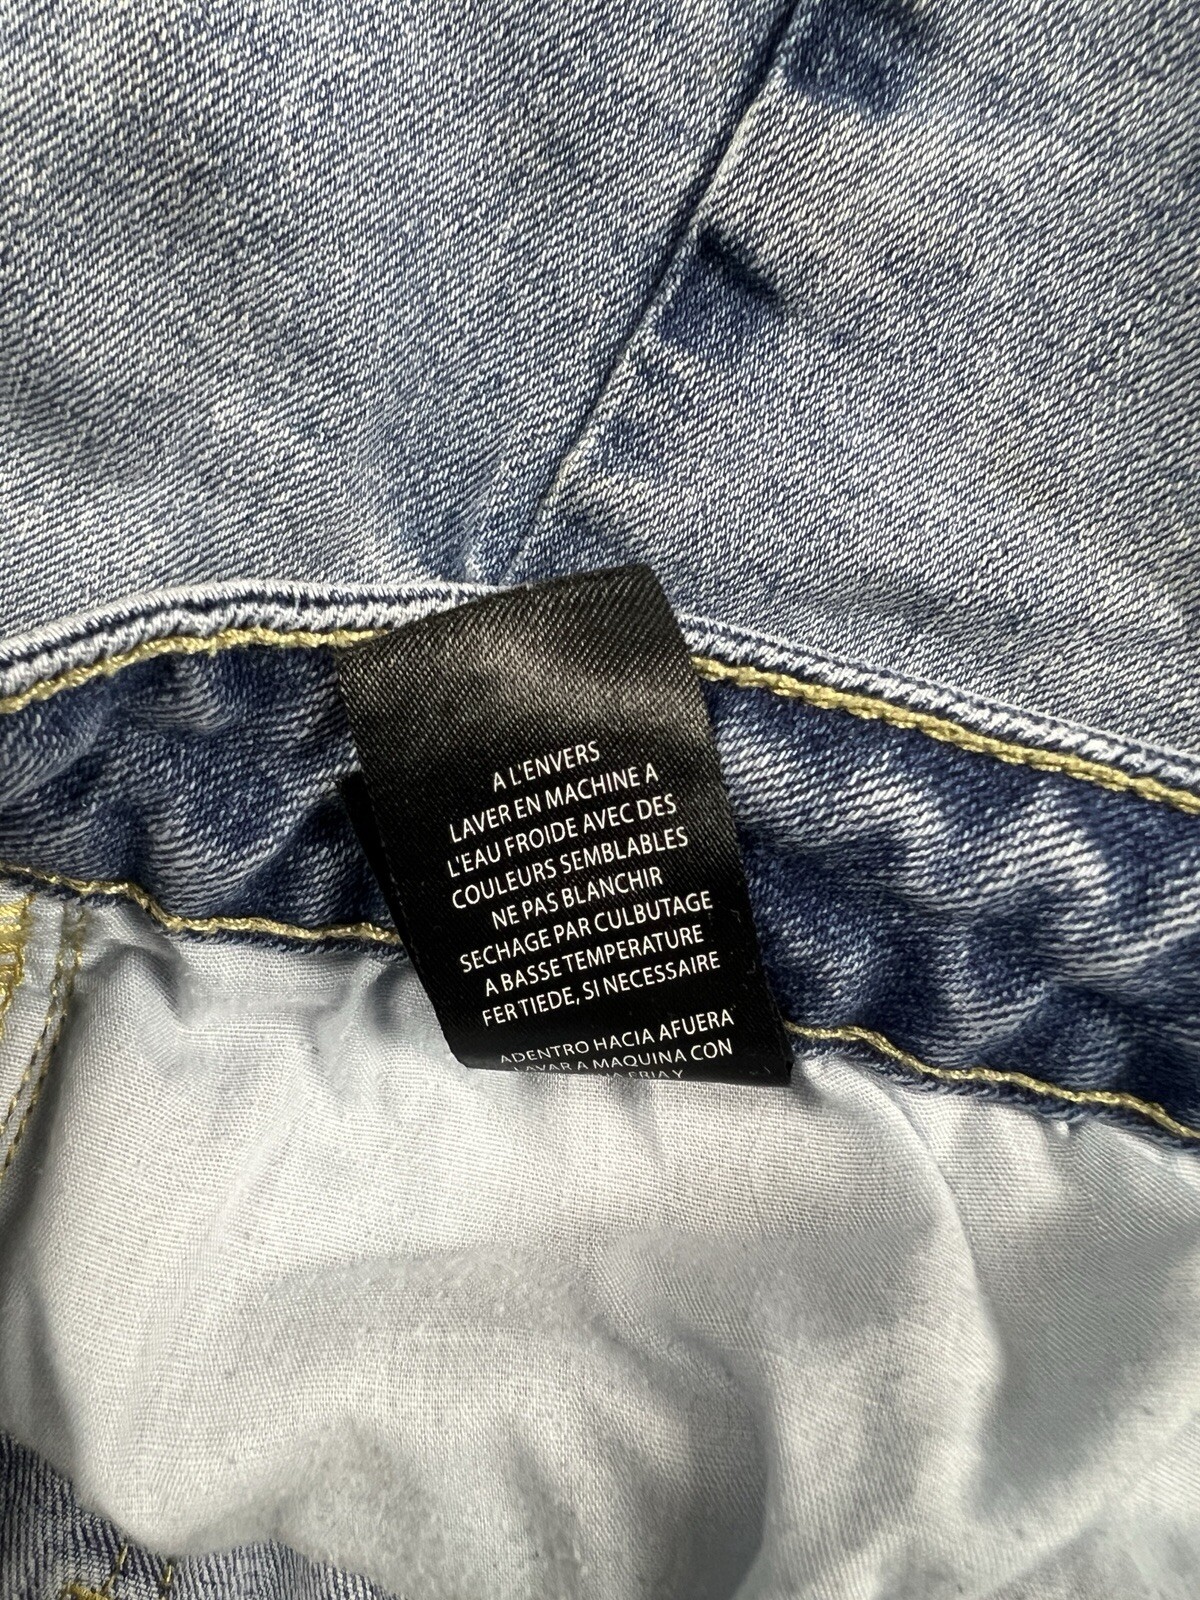 A L'ENVERS
LAVER EN MACHINE A
L'EAU FROIDE AVEC DES
COULEURS SEMBLABLES
NE PAS BLANCHIR
SECHAGE PAR CULBUTAGE
A BASSE TEMPERATURE
FER TIEDE, SI NECESSAIRE
ADENTRO HACIA AFUERA
LAVAR A MAQUINA CON
FRIA Y